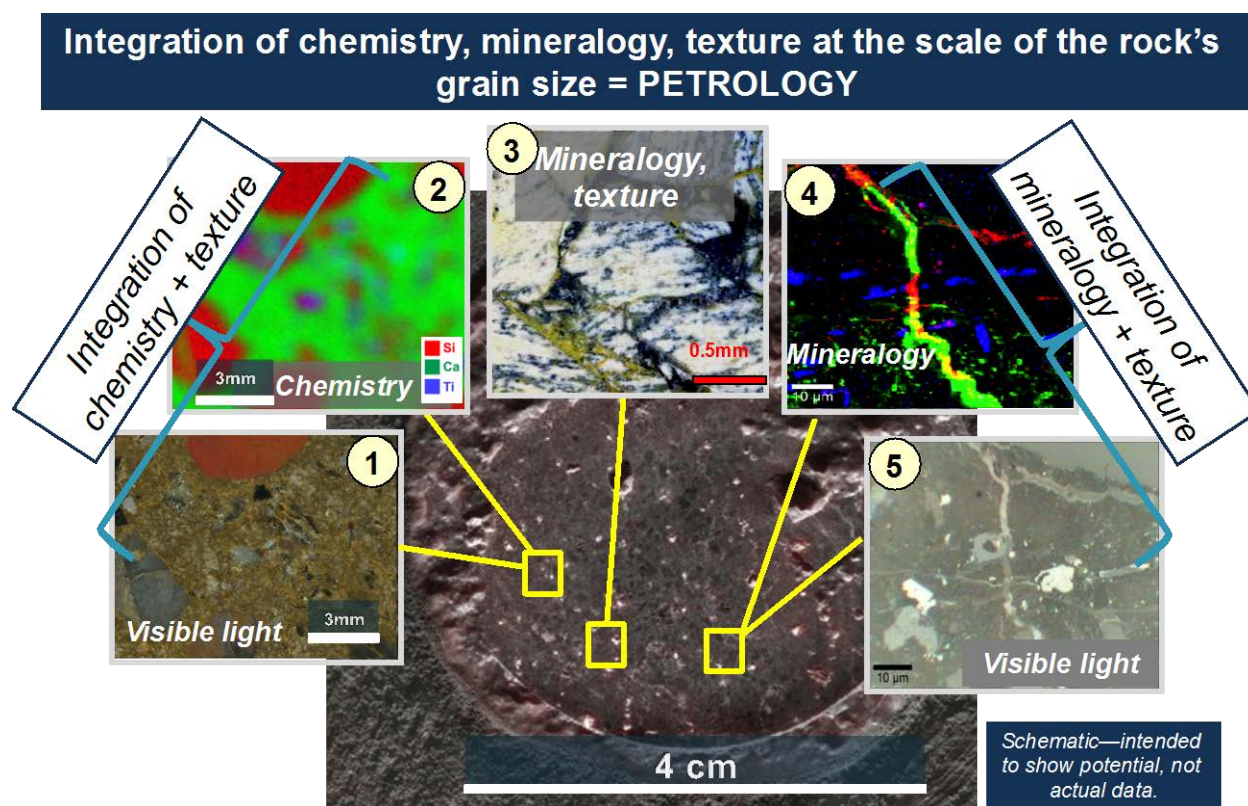 Integration of chemistry, mineralogy, texture at the scale of the rock’s
grain size = PETROLOGY
Integration of
chemistry + texture
2
Si
Ca
Ti
3mm
Chemistry
3
Mineralogy,
texture
0.5mm
4
Mineralogy
10 µm
Integration of
mineralogy + texture
1
3mm
Visible light
5
10 µm
Visible light
4 cm
Schematic—intended
to show potential, not
actual data.